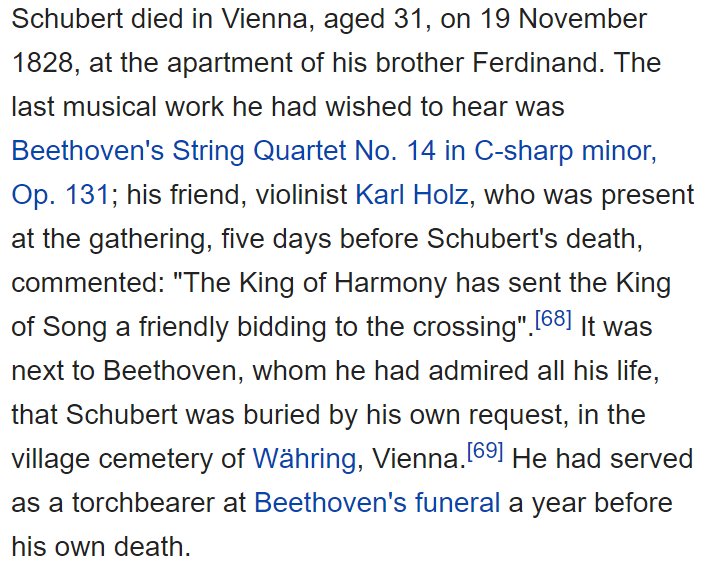 Schubert died in Vienna, aged 31, on 19 November
1828, at the apartment of his brother Ferdinand. The
last musical work he had wished to hear was
Beethoven's String Quartet No. 14 in C-sharp minor,
Op. 131; his friend, violinist Karl Holz, who was present
at the gathering, five days before Schubert's death,
commented: "The King of Harmony has sent the King
of Song a friendly bidding to the crossing".[68] It was
next to Beethoven, whom he had admired all his life,
that Schubert was buried by his own request, in the
village cemetery of Währing, Vienna.[69] He had served
as a torchbearer at Beethoven's funeral a year before
his own death.